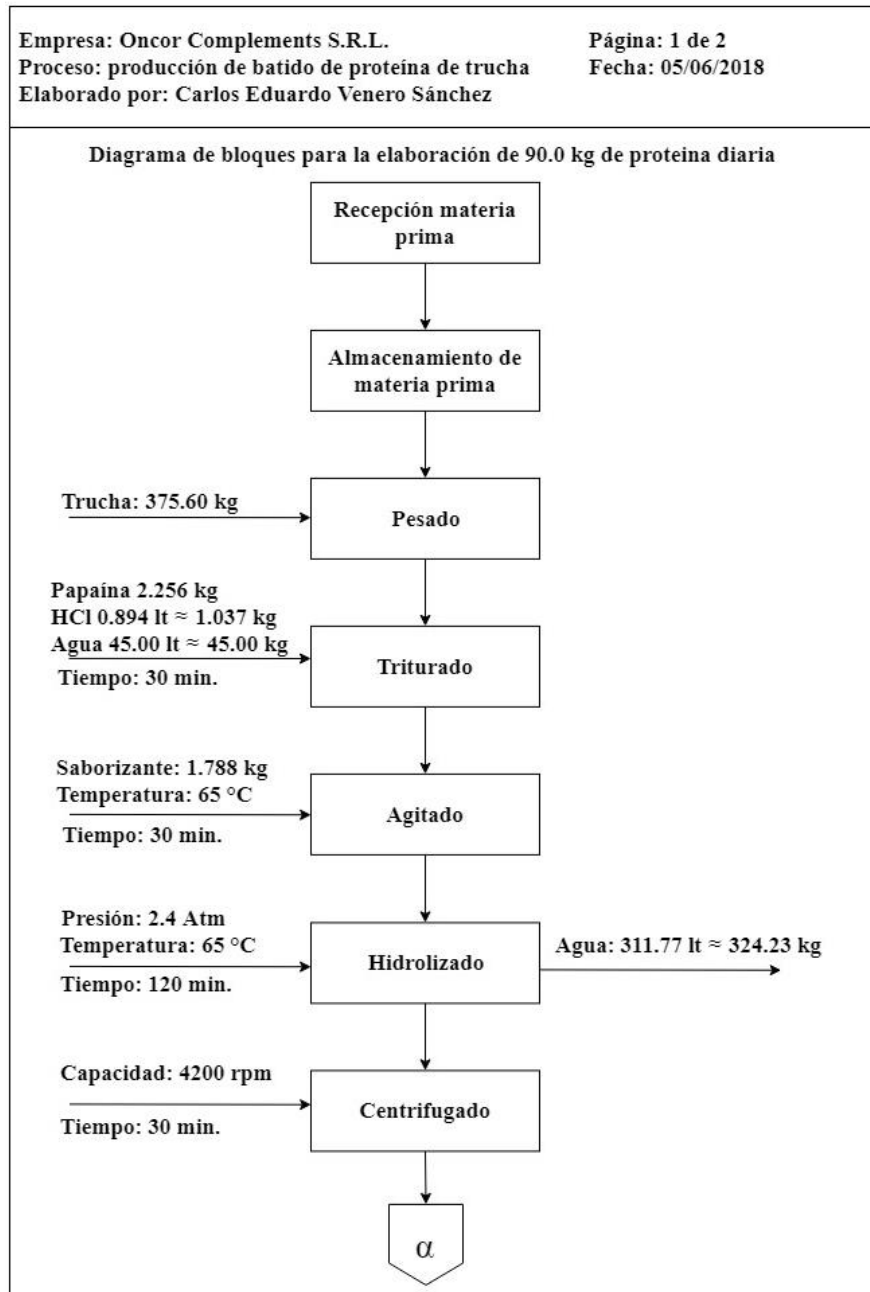 Empresa: Oncor Complements S.R.L.
Página: 1 de 2
Proceso: producción de batido de proteína de trucha
Fecha: 05/06/2018
Elaborado por: Carlos Eduardo Venero Sánchez
Diagrama de bloques para la elaboración de 90.0 kg de proteina diaria
Recepción materia
prima
Almacenamiento de
materia prima
Trucha: 375.60 kg
Pesado
Papaína 2.256 kg
HCl 0.894 lt ≈ 1.037 kg
Agua 45.00 lt ≈ 45.00 kg
Tiempo: 30 min.
Triturado
Saborizante: 1.788 kg
Temperatura: 65 °C
Tiempo: 30 min.
Agitado
Presión: 2.4 Atm
Temperatura: 65 °C
Tiempo: 120 min.
Hidrolizado
Agua: 311.77 lt ≈ 324.23 kg
Capacidad: 4200 rpm
Tiempo: 30 min.
Centrifugado
α